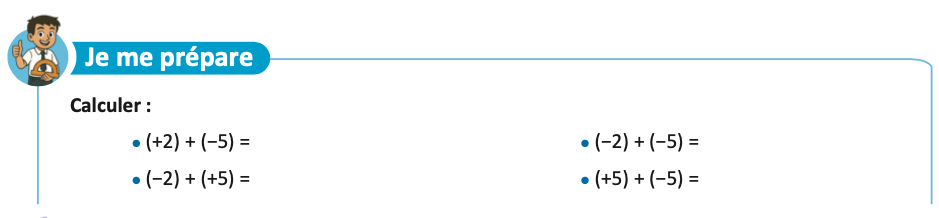 Je me prépare
Calculer :
• (+2) + (−5) =
• (−2) + (−5) =
• (−2) + (+5) =
• (+5) + (−5) =